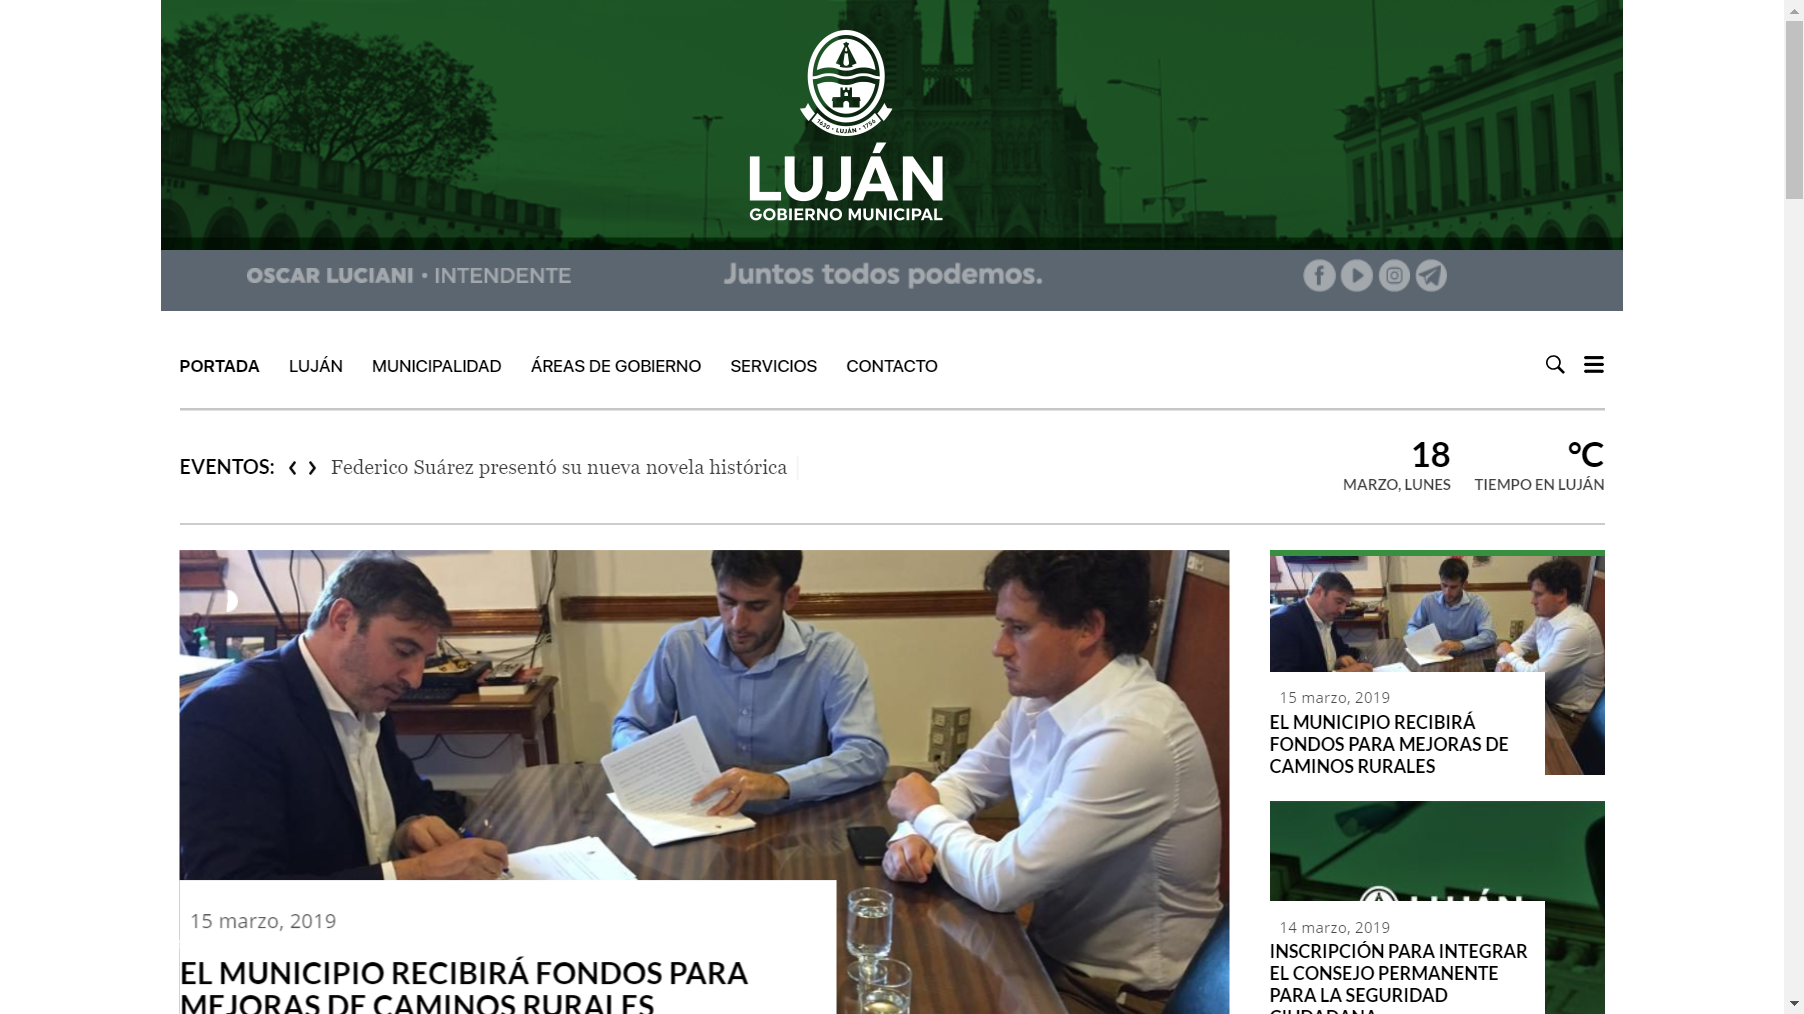 1630 · LUJÁN · 1756
LUJÁN
GOBIERNO MUNICIPAL
OSCAR LUCIANI • INTENDENTE
Juntos todos podemos.
PORTADA LUJÁN MUNICIPALIDAD ÁREAS DE GOBIERNO SERVICIOS CONTACTO
EVENTOS: Federico Suárez presentó su nueva novela histórica
18 °C
MARZO, LUNES TIEMPO EN LUJÁN
15 marzo, 2019
EL MUNICIPIO RECIBIRÁ FONDOS PARA
MEJORAS DE CAMINOS RURALES
15 marzo, 2019
EL MUNICIPIO RECIBIRÁ
FONDOS PARA MEJORAS DE
CAMINOS RURALES
LUJÁN
14 marzo, 2019
INSCRIPCIÓN PARA INTEGRAR
EL CONSEJO PERMANENTE
PARA LA SEGURIDAD
CIUDADANA